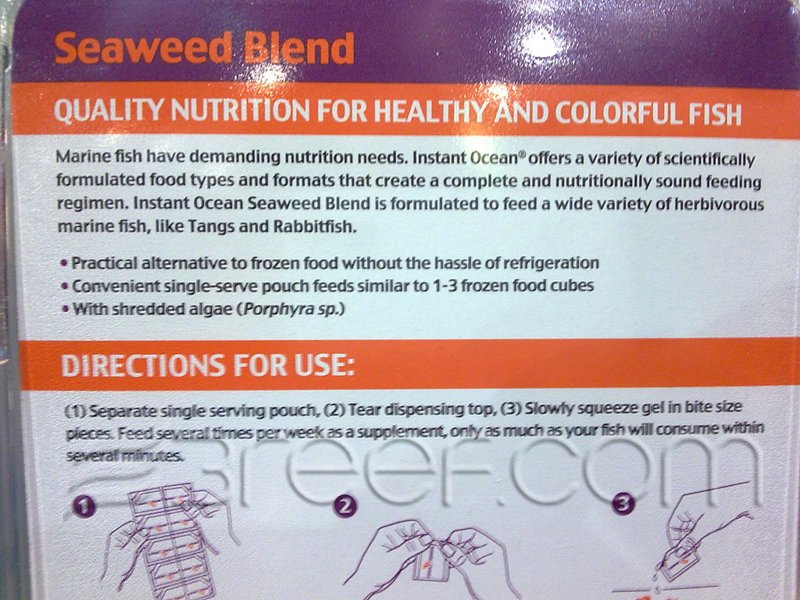 Seaweed Blend
QUALITY NUTRITION FOR HEALTHY AND COLORFUL FISH
Marine fish have demanding nutrition needs. Instant Ocean® offers a variety of scientifically
formulated food types and formats that create a complete and nutritionally sound feeding
regimen. Instant Ocean Seaweed Blend is formulated to feed a wide variety of herbivorous
marine fish, like Tangs and Rabbitfish.
• Practical alternative to frozen food without the hassle of refrigeration
• Convenient single-serve pouch feeds similar to 1-3 frozen food cubes
• With shredded algae (Porphyra sp.)
DIRECTIONS FOR USE:
(1) Separate single serving pouch, (2) Tear dispensing top, (3) Slowly squeeze gel in bite size
pieces. Feed several times per week as a supplement, only as much as your fish will consume within
several minutes.
reef.com
1 2 3